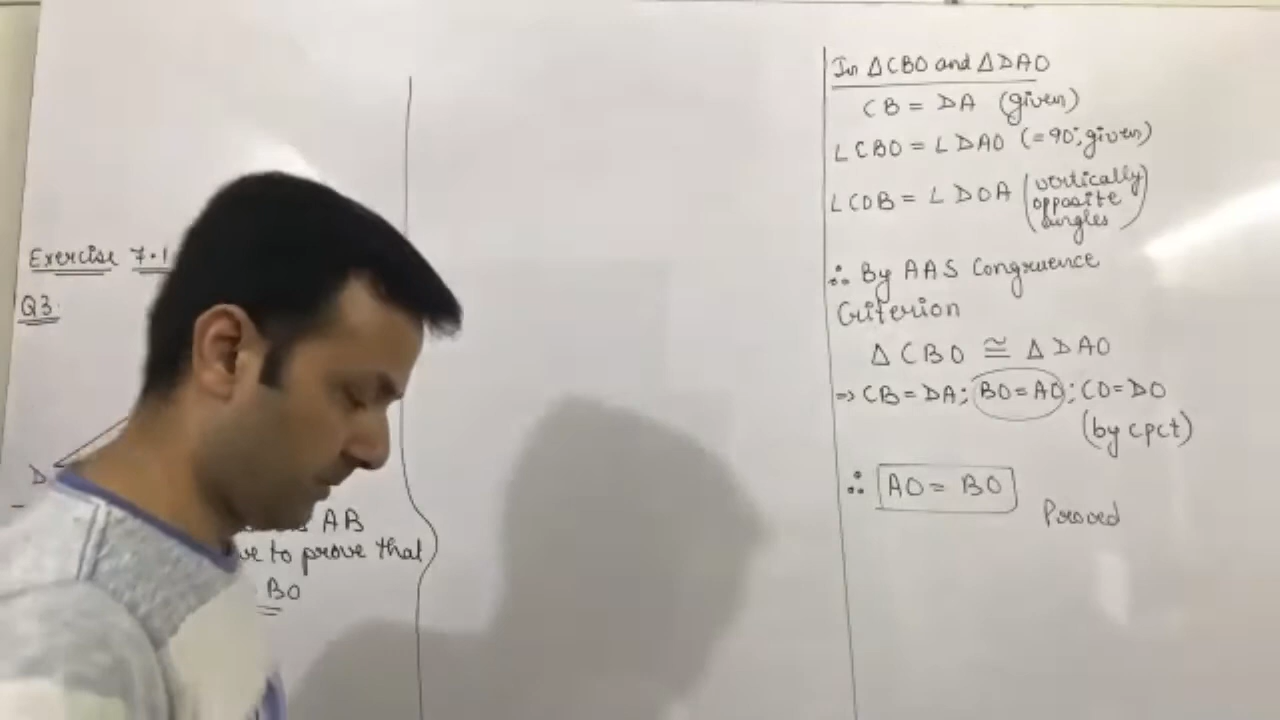 Exercise 7.1
Q3.
D
AB
ve to prove that
BO
In ΔCBO and ΔDAO
CB = DA (given)
∠CBO = ∠DAO (=90°, given)
∠COB = ∠DOA (vertically
opposite
angles)
∴ By AAS Congruence
Criterion
ΔCBO ≅ ΔDAO
⇒ CB = DA; BO = AO; CO = DO
(by cpct)
∴ AO = BO
Proved